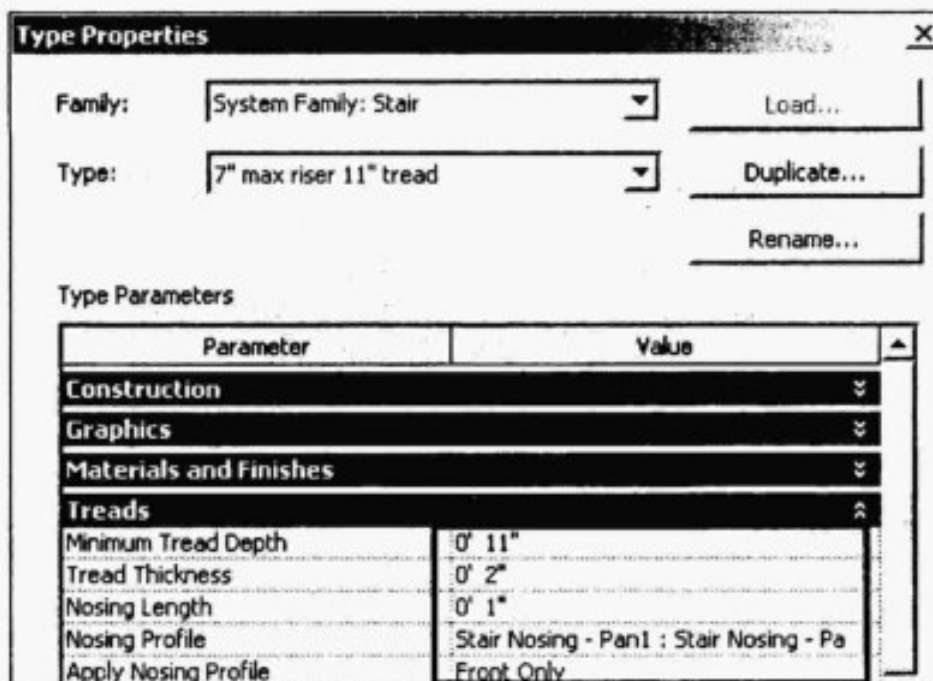 Type Properties
Family: System Family: Stair Load...
Type: 7" max riser 11" tread Duplicate...
Rename...
Type Parameters
Parameter Value
Construction
Graphics
Materials and Finishes
Treads
Minimum Tread Depth 0' 11"
Tread Thickness 0' 2"
Nosing Length 0' 1"
Nosing Profile Stair Nosing - Pan1 : Stair Nosing - Pa
Apply Nosing Profile Front Only